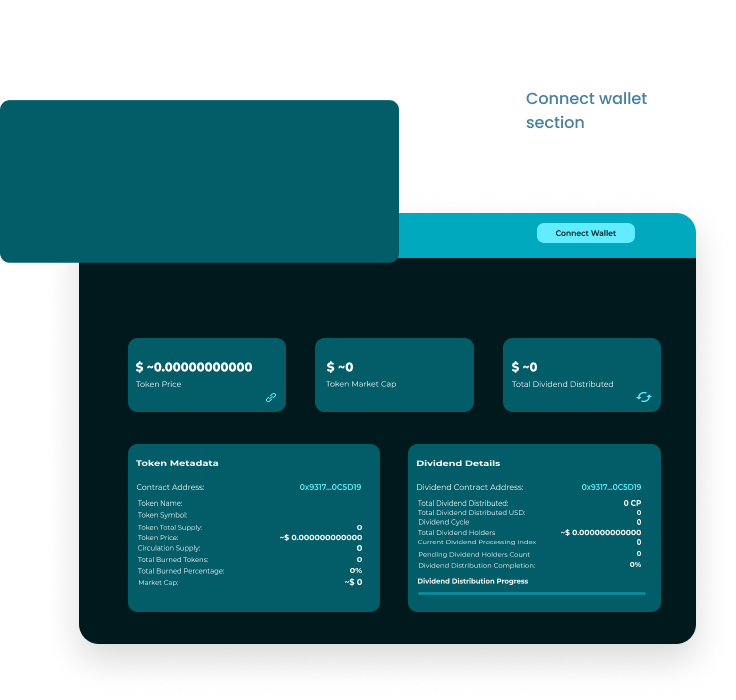 Connect wallet
section
Connect Wallet
$ ~0.00000000000
Token Price
$ ~0
Token Market Cap
$ ~0
Total Dividend Distributed
Token Metadata
Contract Address: 0x9317...0C5D19
Token Name:
Token Symbol:
Token Total Supply: 0
Token Price: ~$ 0.000000000000
Circulation Supply: 0
Total Burned Tokens: 0
Total Burned Percentage: 0%
Market Cap: ~$ 0
Dividend Details
Dividend Contract Address: 0x9317...0C5D19
Total Dividend Distributed: 0 CP
Total Dividend Distributed USD: 0
Dividend Cycle 0
Total Dividend Holders ~$ 0.000000000000
Current Dividend Processing Index 0
Pending Dividend Holders Count 0
Dividend Distribution Completion: 0%
Dividend Distribution Progress